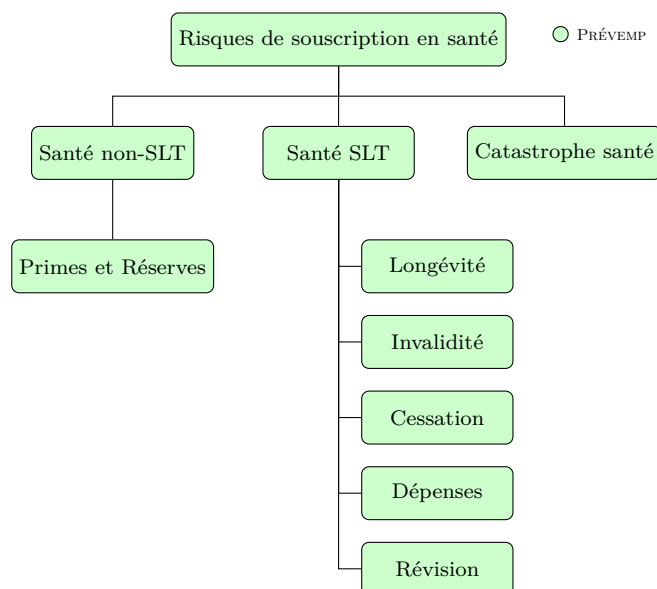 Risques de souscription en santé
Prévemp
Santé non-SLT
Santé SLT
Catastrophe santé
Primes et Réserves
Longévité
Invalidité
Cessation
Dépenses
Révision